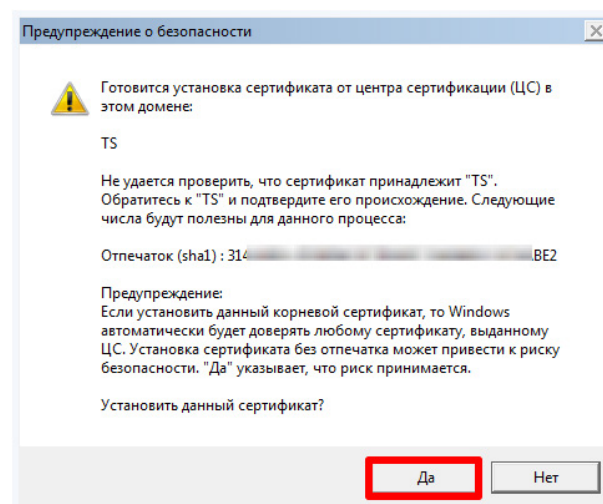 Предупреждение о безопасности
Готовится установка сертификата от центра сертификации (ЦС) в
этом домене:
TS
Не удается проверить, что сертификат принадлежит "TS".
Обратитесь к "TS" и подтвердите его происхождение. Следующие
числа будут полезны для данного процесса:
Отпечаток (sha1) : 314 BE2
Предупреждение:
Если установить данный корневой сертификат, то Windows
автоматически будет доверять любому сертификату, выданному
ЦС. Установка сертификата без отпечатка может привести к риску
безопасности. "Да" указывает, что риск принимается.
Установить данный сертификат?
Да Нет